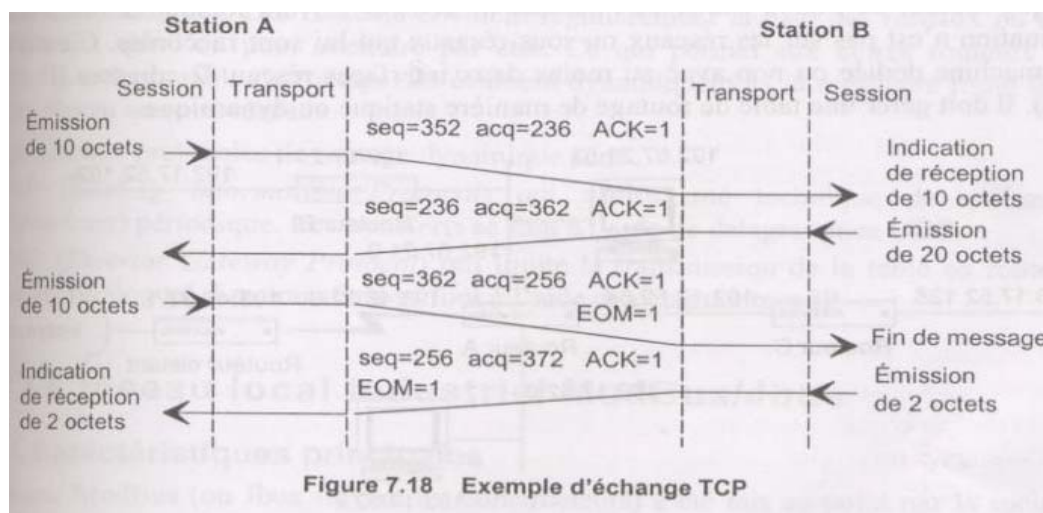 Station A Station B
Session Transport Transport Session
Émission
de 10 octets
seq=352 acq=236 ACK=1
Indication
de réception
de 10 octets
seq=236 acq=362 ACK=1
Émission
de 20 octets
Émission
de 10 octets
seq=362 acq=256 ACK=1
EOM=1
Fin de message
Indication
de réception
de 2 octets
seq=256 acq=372 ACK=1
EOM=1
Émission
de 2 octets
Figure 7.18 Exemple d'échange TCP